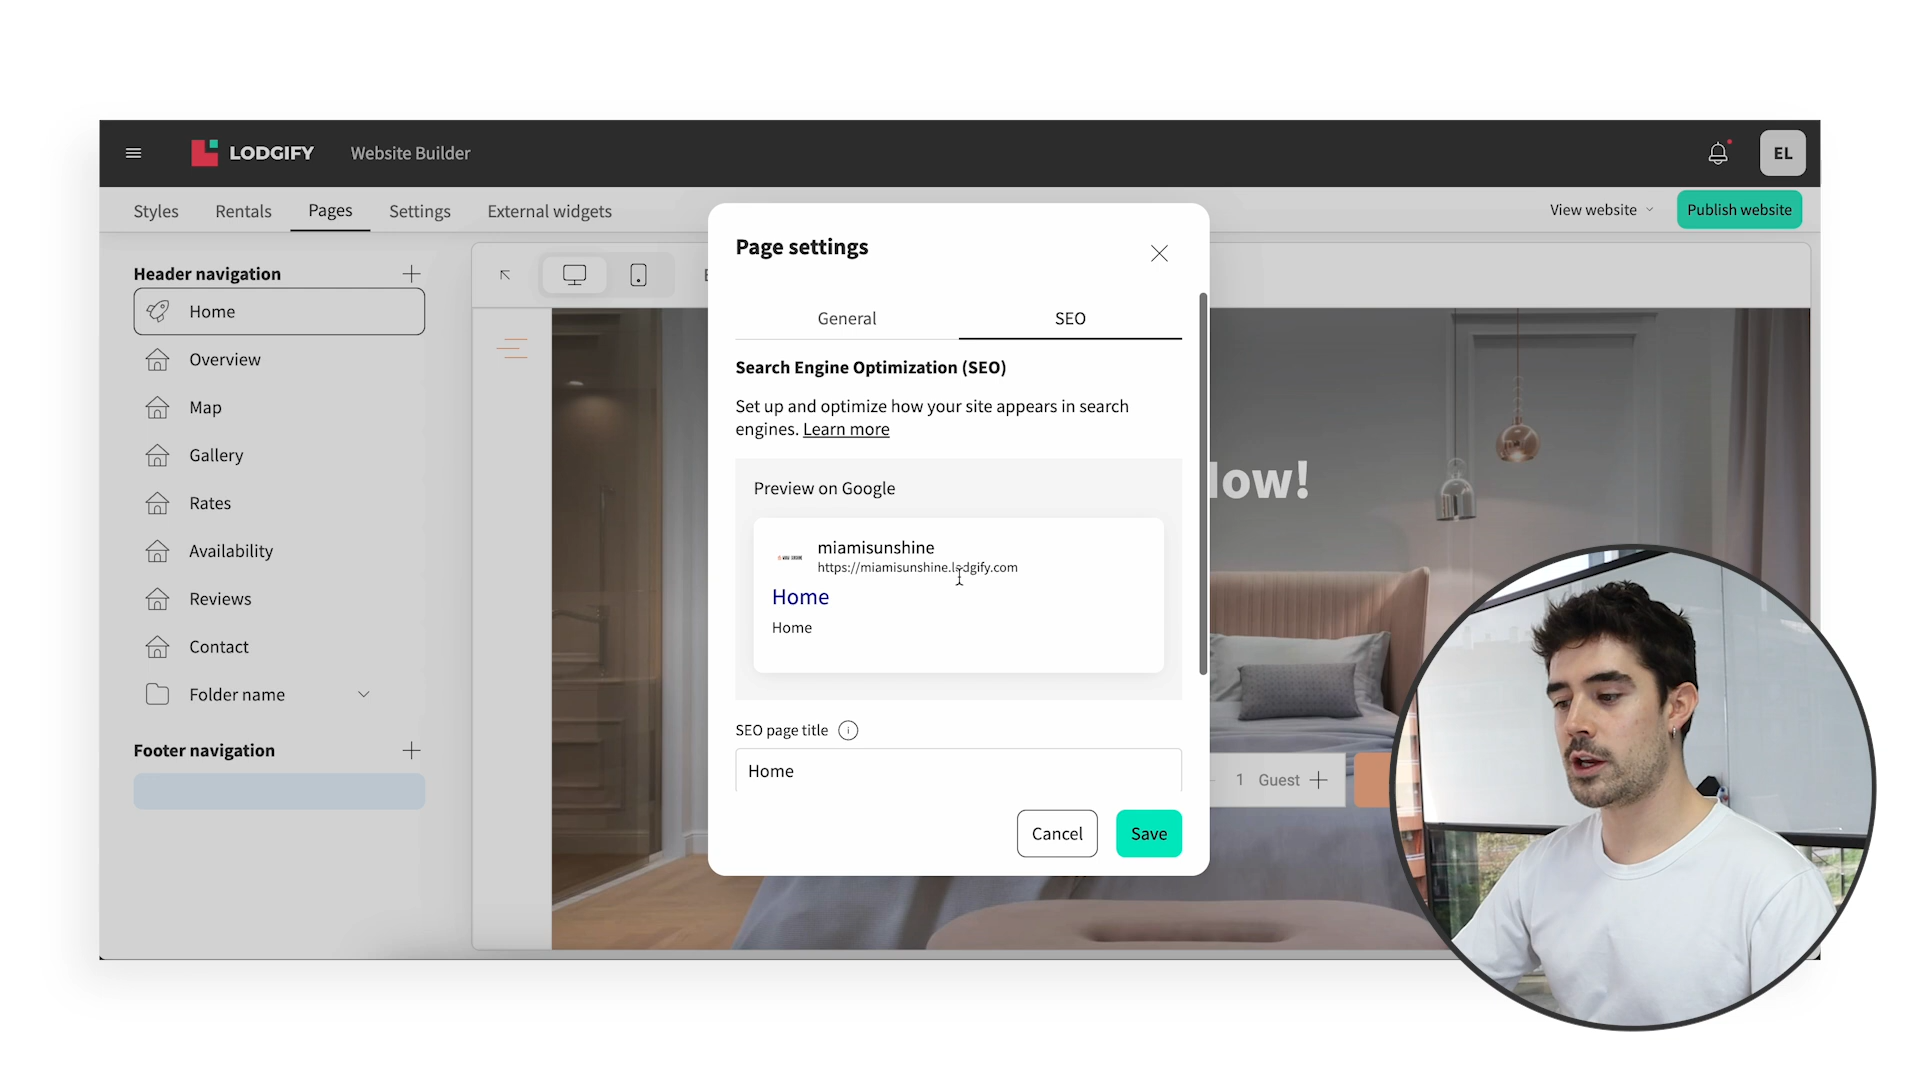 LODGIFY Website Builder EL
Styles Rentals Pages Settings External widgets View website Publish website
Header navigation
Home
Overview
Map
Gallery
Rates
Availability
Reviews
Contact
Folder name
Footer navigation
Page settings
General SEO
Search Engine Optimization (SEO)
Set up and optimize how your site appears in search
engines. Learn more
Preview on Google
miamisunshine
https://miamisunshine.lodgify.com
Home
Home
SEO page title
Home
Cancel Save
low!
1 Guest